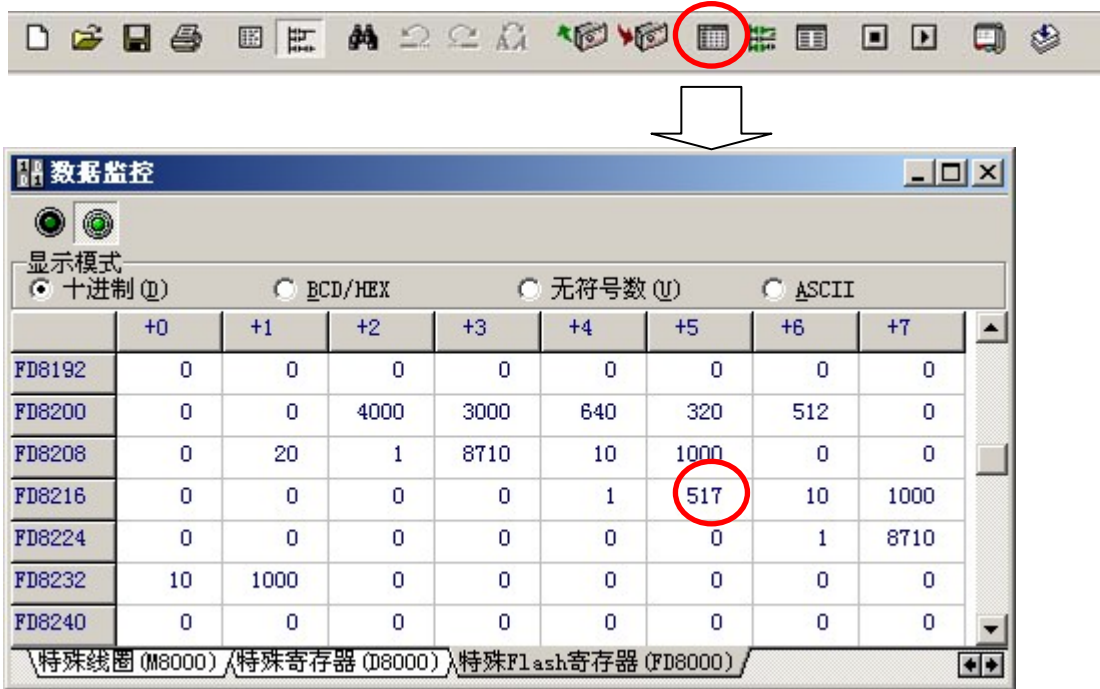 数据监控
显示模式
十进制(D) BCD/HEX 无符号数(U) ASCII
+0 +1 +2 +3 +4 +5 +6 +7
FD8192 0 0 0 0 0 0 0 0
FD8200 0 0 4000 3000 640 320 512 0
FD8208 0 20 1 8710 10 1000 0 0
FD8216 0 0 0 0 1 517 10 1000
FD8224 0 0 0 0 0 0 1 8710
FD8232 10 1000 0 0 0 0 0 0
FD8240 0 0 0 0 0 0 0 0
特殊线圈(M8000) 特殊寄存器(D8000) 特殊Flash寄存器(FD8000)